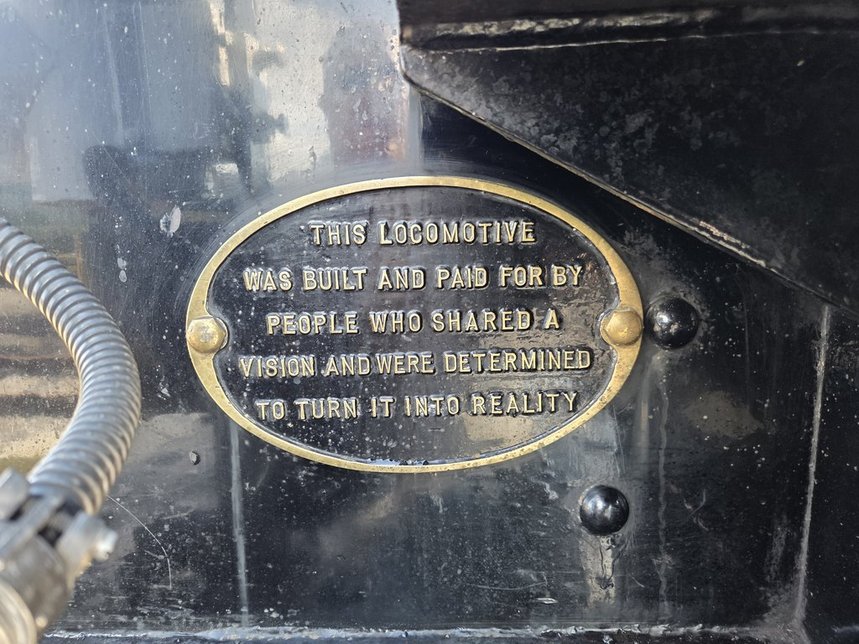 THIS LOCOMOTIVE
WAS BUILT AND PAID FOR BY
PEOPLE WHO SHARED A
VISION AND WERE DETERMINED
TO TURN IT INTO REALITY